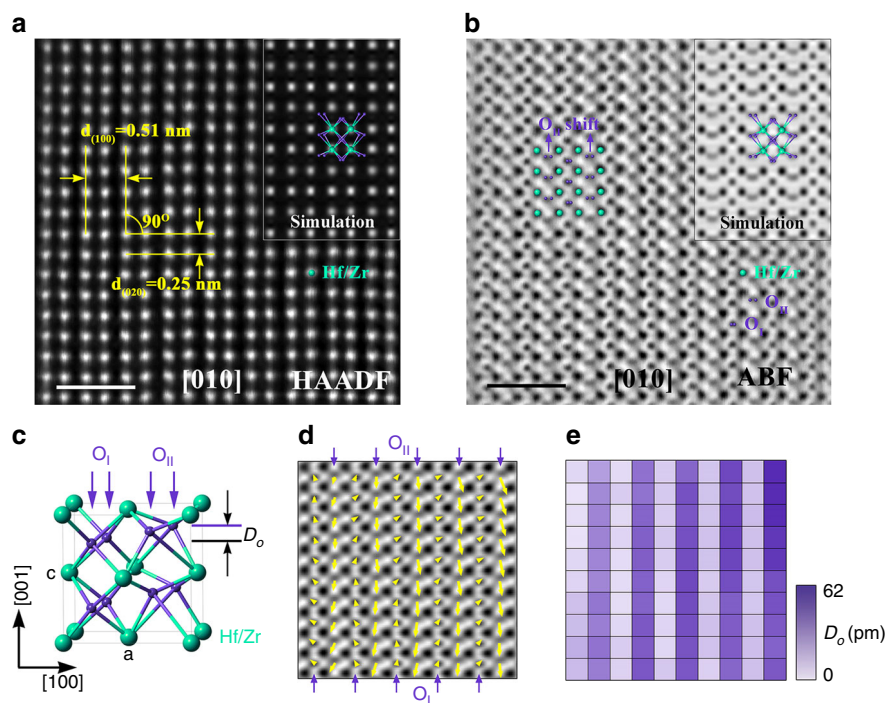 a
d(100)=0.51 nm
90°
d(020)=0.25 nm
Simulation
Hf/Zr
[010]
HAADF
b
OII shift
Simulation
Hf/Zr
OII
OI
[010]
ABF
c
OI
OII
Do
c
[001]
a
Hf/Zr
[100]
d
OII
OI
e
62
Do (pm)
0